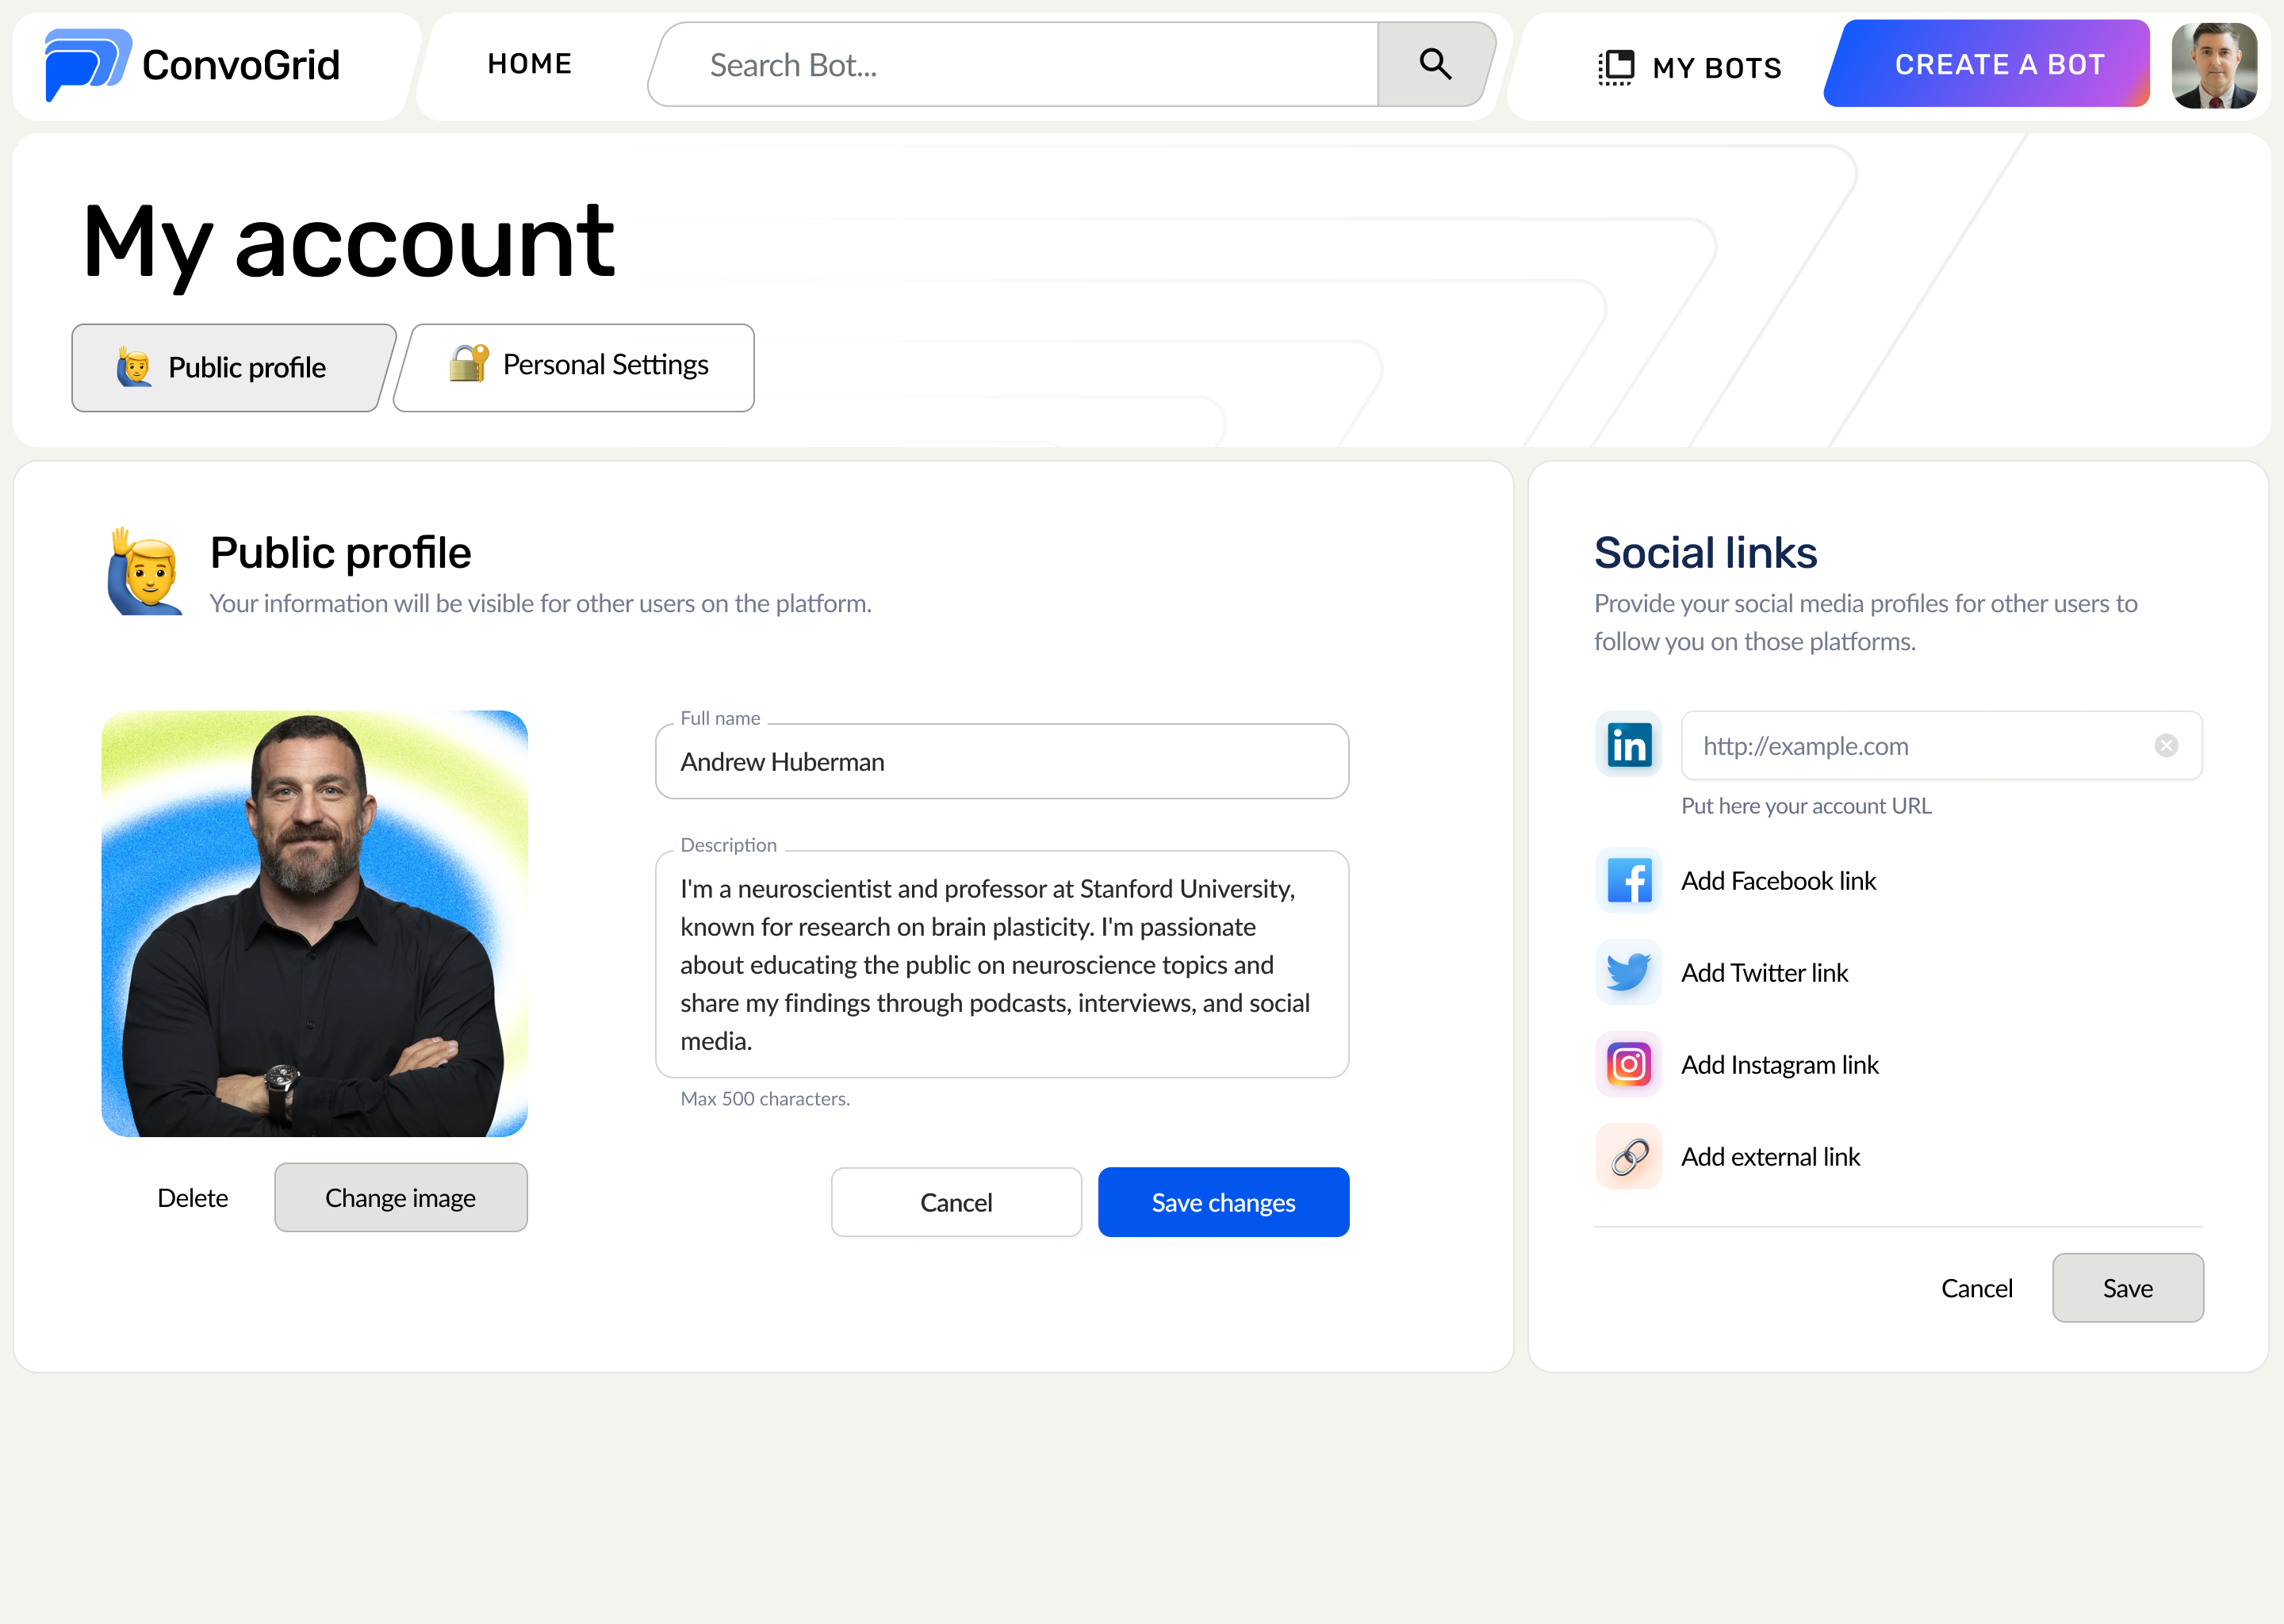 ConvoGrid
HOME
Search Bot...
MY BOTS
CREATE A BOT
My account
Public profile
Personal Settings
Public profile
Your information will be visible for other users on the platform.
Full name
Andrew Huberman
Description
I'm a neuroscientist and professor at Stanford University,
known for research on brain plasticity. I'm passionate
about educating the public on neuroscience topics and
share my findings through podcasts, interviews, and social
media.
Max 500 characters.
Delete
Change image
Cancel
Save changes
Social links
Provide your social media profiles for other users to
follow you on those platforms.
in
http://example.com
Put here your account URL
f
Add Facebook link
Add Twitter link
Add Instagram link
Add external link
Cancel
Save